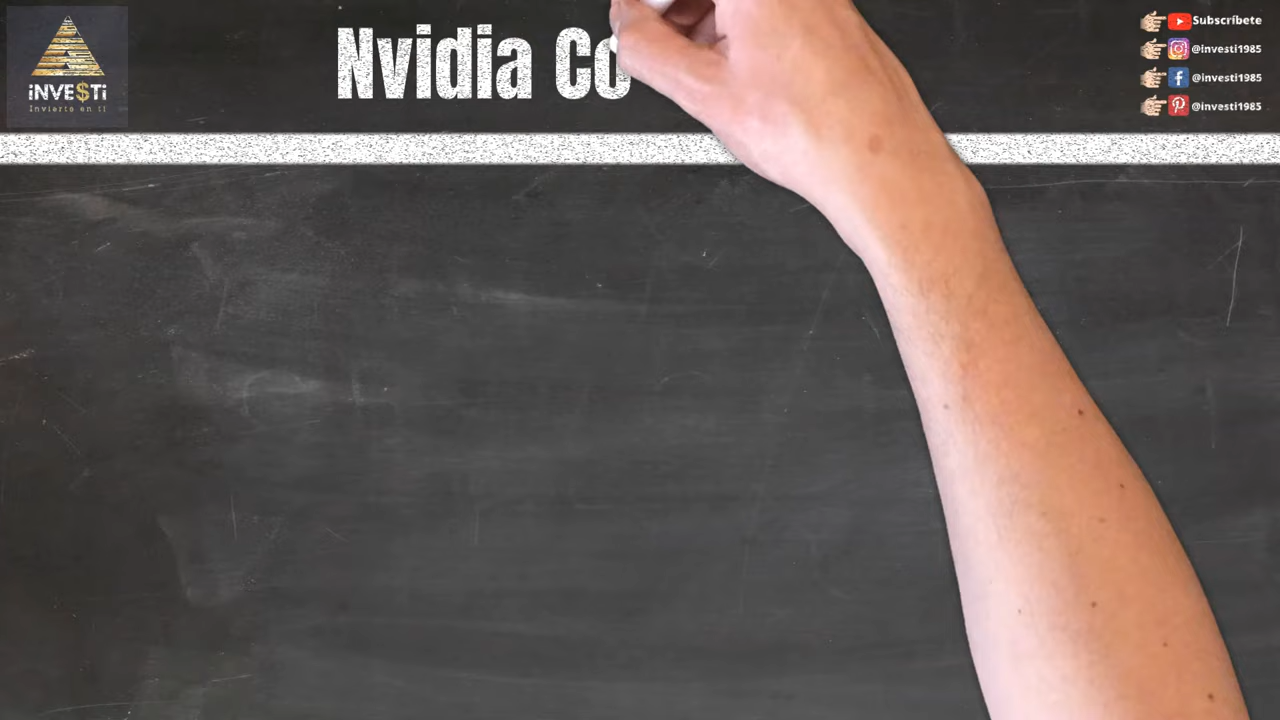 Nvidia Co
iNVE$Ti
Invierte en ti
Subscríbete
@investi1985
@investi1985
@investi1985